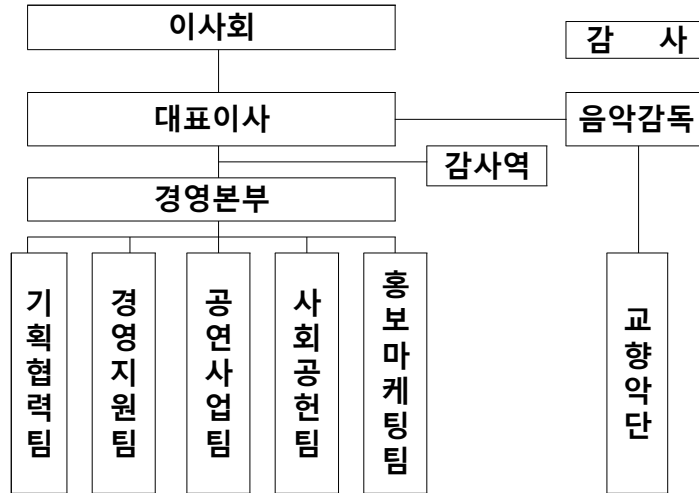 이사회
감 사
대표이사
음악감독
감사역
경영본부
기획협력팀
경영지원팀
공연사업팀
사회공헌팀
홍보마케팅팀
교향악단